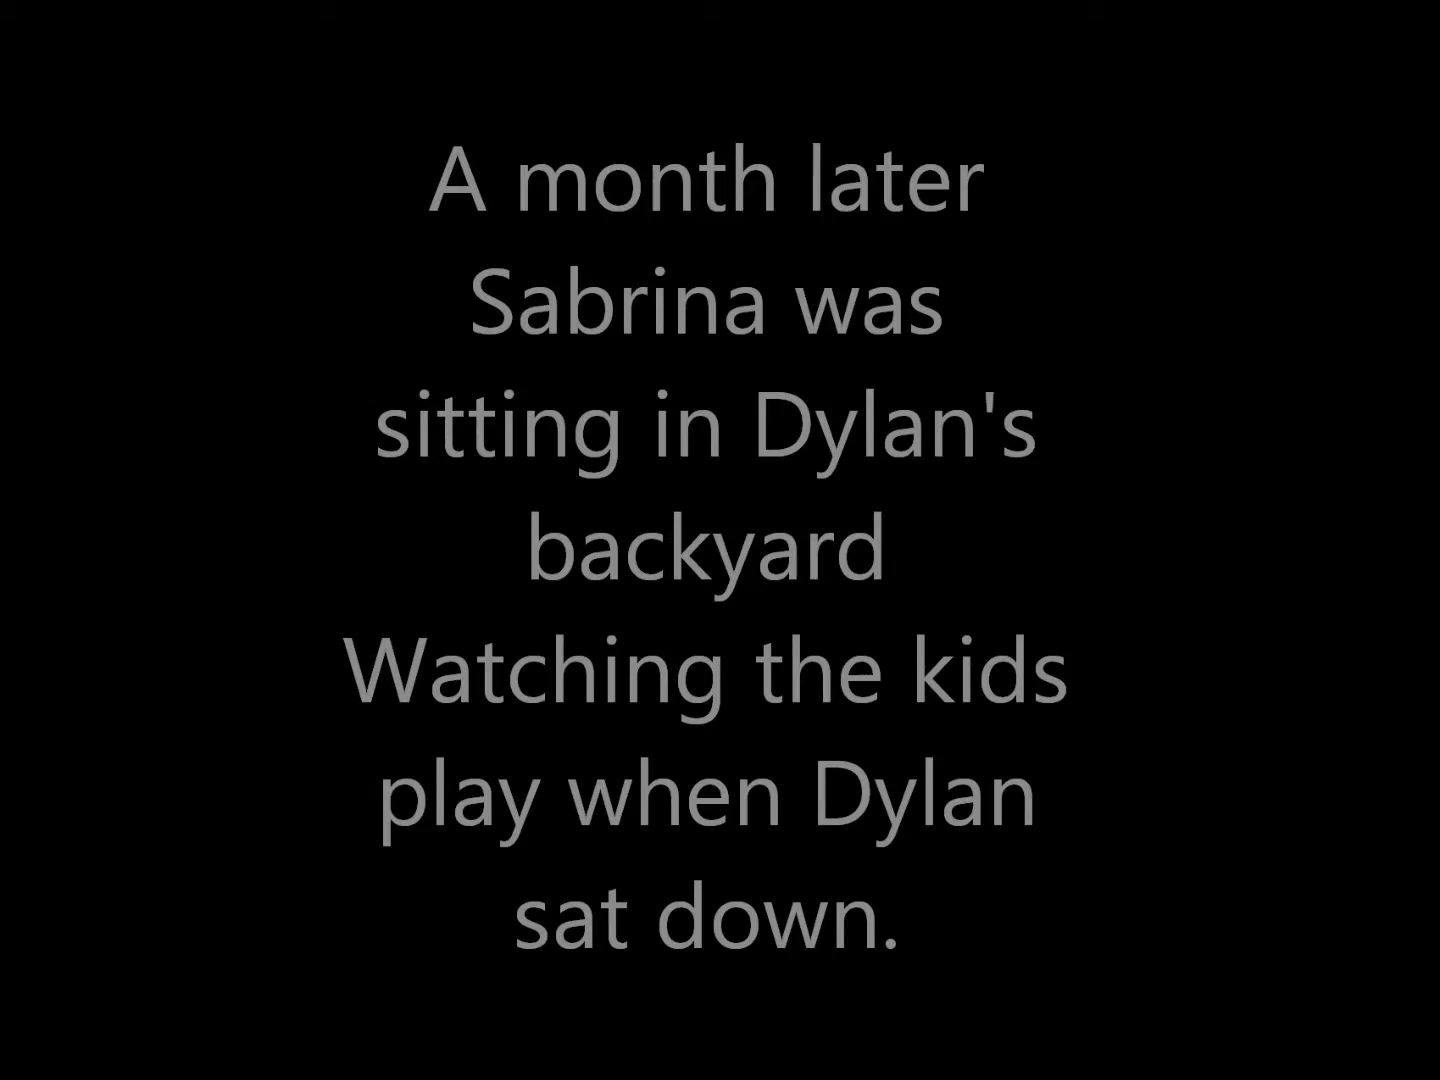 A month later
Sabrina was
sitting in Dylan's
backyard
Watching the kids
play when Dylan
sat down.